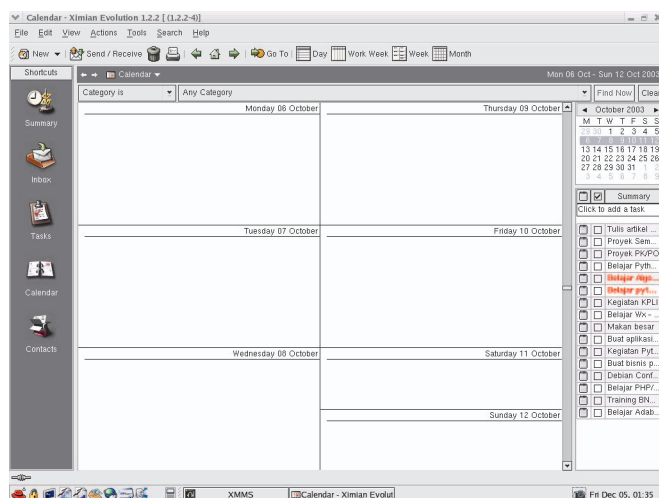 Calendar - Ximian Evolution 1.2.2 [ (1.2.2-4)]
File Edit View Actions Tools Search Help
New Send / Receive Go To Day Work Week Week Month
Shortcuts
Calendar
Mon 06 Oct - Sun 12 Oct 2003
Category is Any Category Find Now Clear
Summary
Inbox
Tasks
Calendar
Contacts
Monday 06 October
Tuesday 07 October
Wednesday 08 October
Thursday 09 October
Friday 10 October
Saturday 11 October
Sunday 12 October
October 2003
M T W T F S S
29 30 1 2 3 4 5
6 7 8 9 10 11 12
13 14 15 16 17 18 19
20 21 22 23 24 25 26
27 28 29 30 31 1 2
3 4 5 6 7 8 9
Summary
Click to add a task
Tulis artikel ...
Proyek Sem...
Proyek PK/PO
Belajar Pyth...
Belajar
Belajar pyt...
Kegiatan KPLI
Belajar Wx - ...
Makan besar
Buat aplikasi...
Kegiatan Pyt...
Buat bisnis p...
Debian Conf...
Belajar PHP/...
Training BN...
Belajar Adab...
XMMS
Calendar - Ximian Evolut
Fri Dec 05, 01:35